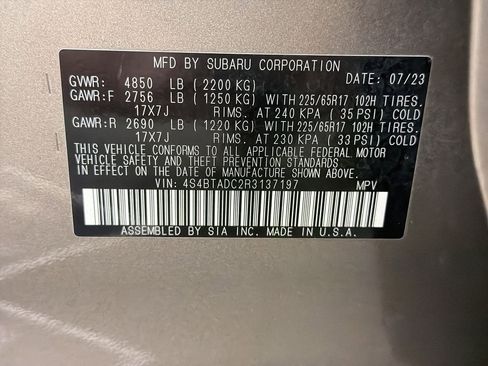 MFD BY SUBARU CORPORATION DATE: 07/23
GVWR: 4850 LB (2200 KG)
GAWR:F 2756 LB (1250 KG) WITH 225/65R17 102H TIRES.
17X7J RIMS. AT 240 KPA (35 PSI) COLD
GAWR:R 2690 LB (1220 KG) WITH 225/65R17 102H TIRES.
17X7J RIMS. AT 230 KPA (33 PSI) COLD
THIS VEHICLE CONFORMS TO ALL APPLICABLE FEDERAL MOTOR
VEHICLE SAFETY AND THEFT PREVENTION STANDARDS
IN EFFECT ON THE DATE OF MANUFACTURE SHOWN ABOVE.
VIN: 4S4BTADC2R3137197 MPV
ASSEMBLED BY SIA INC. MADE IN U.S.A.